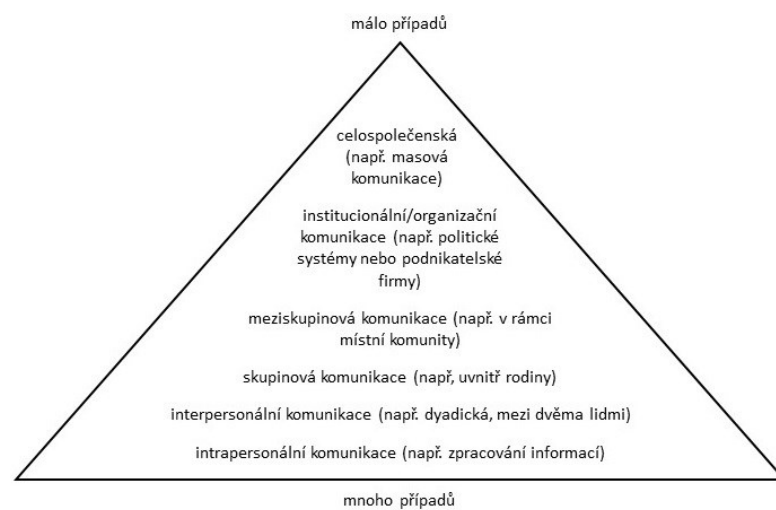 málo případů
celospolečenská
(např. masová
komunikace)
institucionální/organizační
komunikace (např. politické
systémy nebo podnikatelské
firmy)
meziskupinová komunikace (např. v rámci
místní komunity)
skupinová komunikace (např, uvnitř rodiny)
interpersonální komunikace (např. dyadická, mezi dvěma lidmi)
intrapersonální komunikace (např. zpracování informací)
mnoho případů